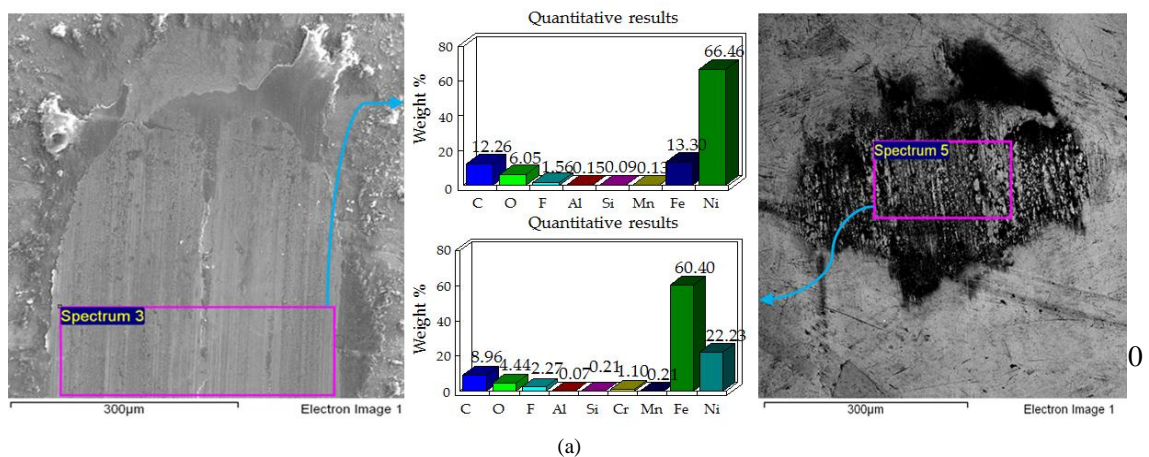 Quantitative results
Weight %
80
60
40
20
0
12.26 6.05 1.56 0.15 0.09 0.13 13.30 66.46
C O F Al Si Mn Fe Ni
Quantitative results
Weight %
80
60
40
20
0
8.96 4.44 2.27 0.07 0.21 1.10 0.21 60.40 22.23
C O F Al Si Cr Mn Fe Ni
Spectrum 3
300µm Electron Image 1
Spectrum 5
300µm Electron Image 1
0
(a)